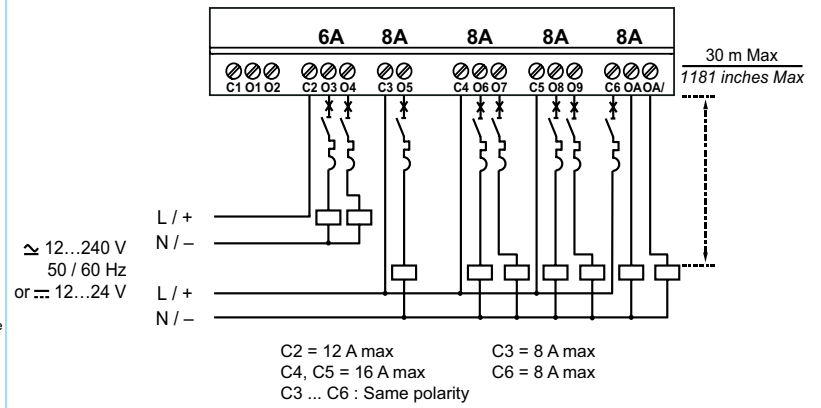 6A 8A 8A 8A 8A
C1 O1 O2 C2 O3 O4 C3 O5 C4 O6 O7 C5 O8 O9 C6 OA OA/
30 m Max
1181 inches Max
L / +
N / –
≃ 12...240 V
50 / 60 Hz
or ⎓ 12...24 V
L / +
N / –
C2 = 12 A max C3 = 8 A max
C4, C5 = 16 A max C6 = 8 A max
C3 ... C6 : Same polarity